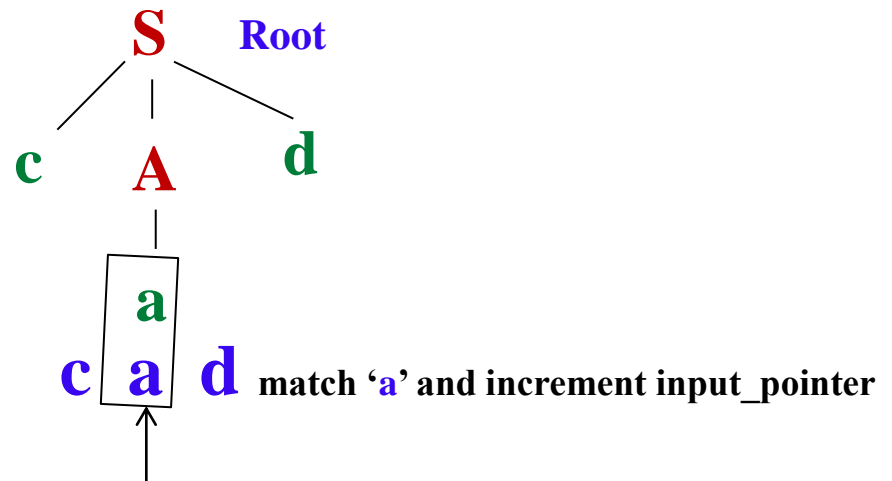 S Root
c A d
a
c a d match ‘a’ and increment input_pointer